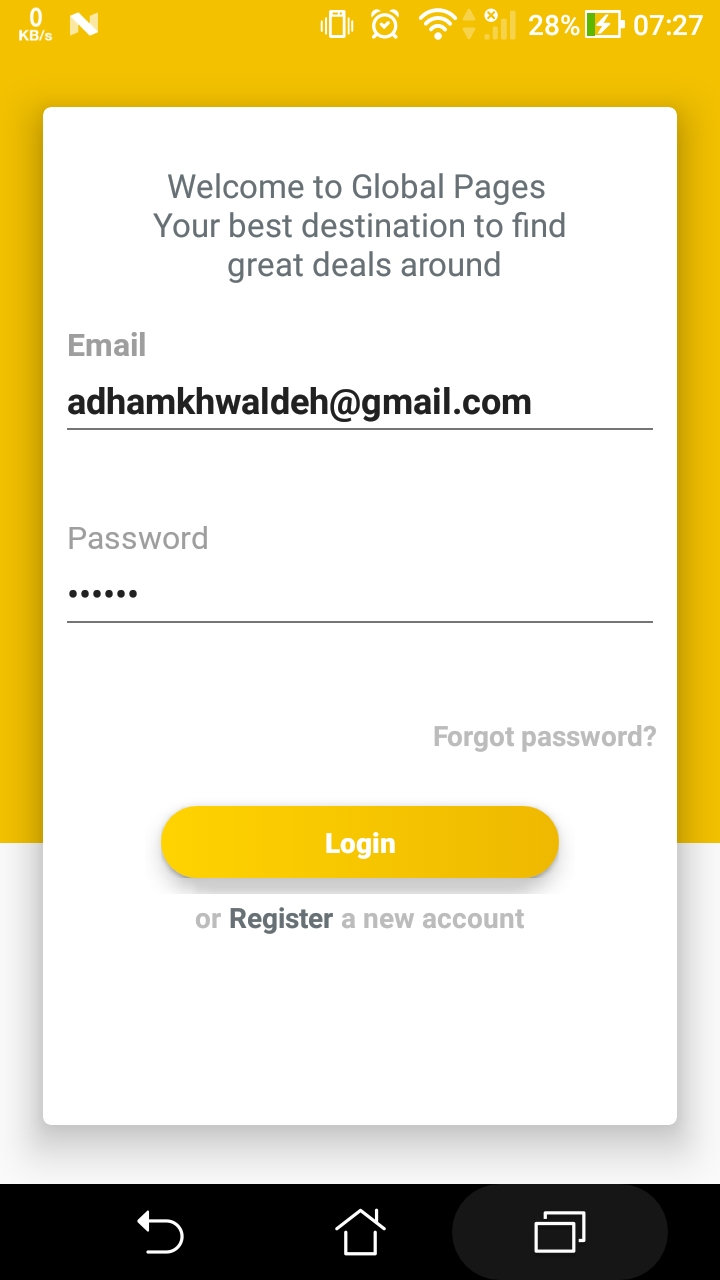 0
KB/s
28% 07:27
Welcome to Global Pages
Your best destination to find
great deals around
Email
adhamkhwaldeh@gmail.com
Password
••••••
Forgot password?
Login
or Register a new account